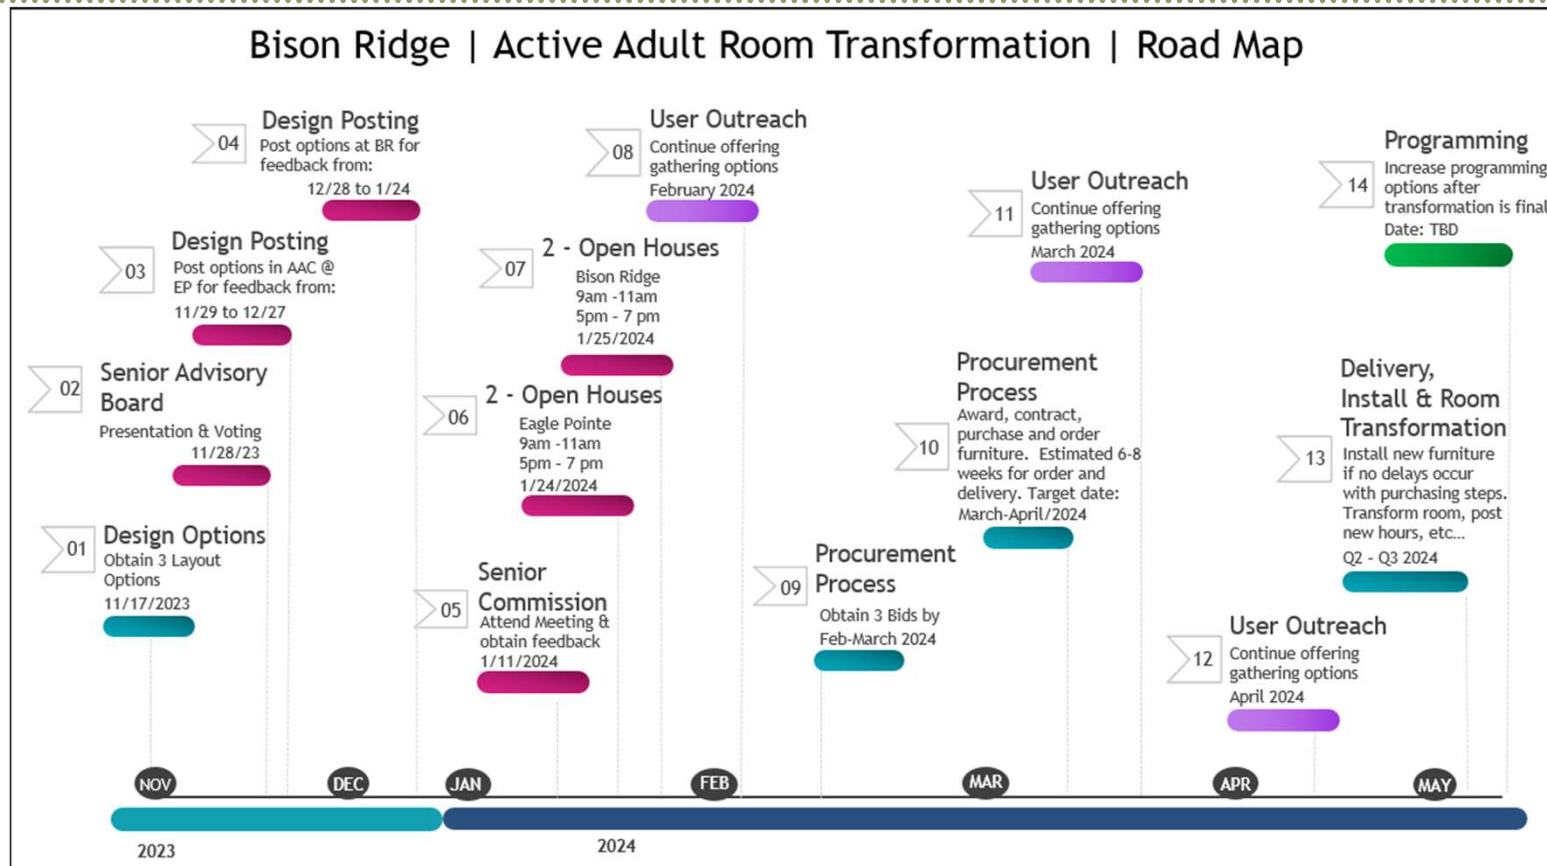 Bison Ridge | Active Adult Room Transformation | Road Map
01
Design Options
Obtain 3 Layout
Options
11/17/2023
02
Senior Advisory
Board
Presentation & Voting
11/28/23
03
Design Posting
Post options in AAC @
EP for feedback from:
11/29 to 12/27
04
Design Posting
Post options at BR for
feedback from:
12/28 to 1/24
05
Senior
Commission
Attend Meeting &
obtain feedback
1/11/2024
06
2 - Open Houses
Eagle Pointe
9am -11am
5pm - 7 pm
1/24/2024
07
2 - Open Houses
Bison Ridge
9am -11am
5pm - 7 pm
1/25/2024
08
User Outreach
Continue offering
gathering options
February 2024
09
Procurement
Process
Obtain 3 Bids by
Feb-March 2024
10
Procurement
Process
Award, contract,
purchase and order
furniture. Estimated 6-8
weeks for order and
delivery. Target date:
March-April/2024
11
User Outreach
Continue offering
gathering options
March 2024
12
User Outreach
Continue offering
gathering options
April 2024
13
Delivery,
Install & Room
Transformation
Install new furniture
if no delays occur
with purchasing steps.
Transform room, post
new hours, etc...
Q2 - Q3 2024
14
Programming
Increase programming
options after
transformation is final
Date: TBD
NOV
DEC
JAN
FEB
MAR
APR
MAY
2023
2024